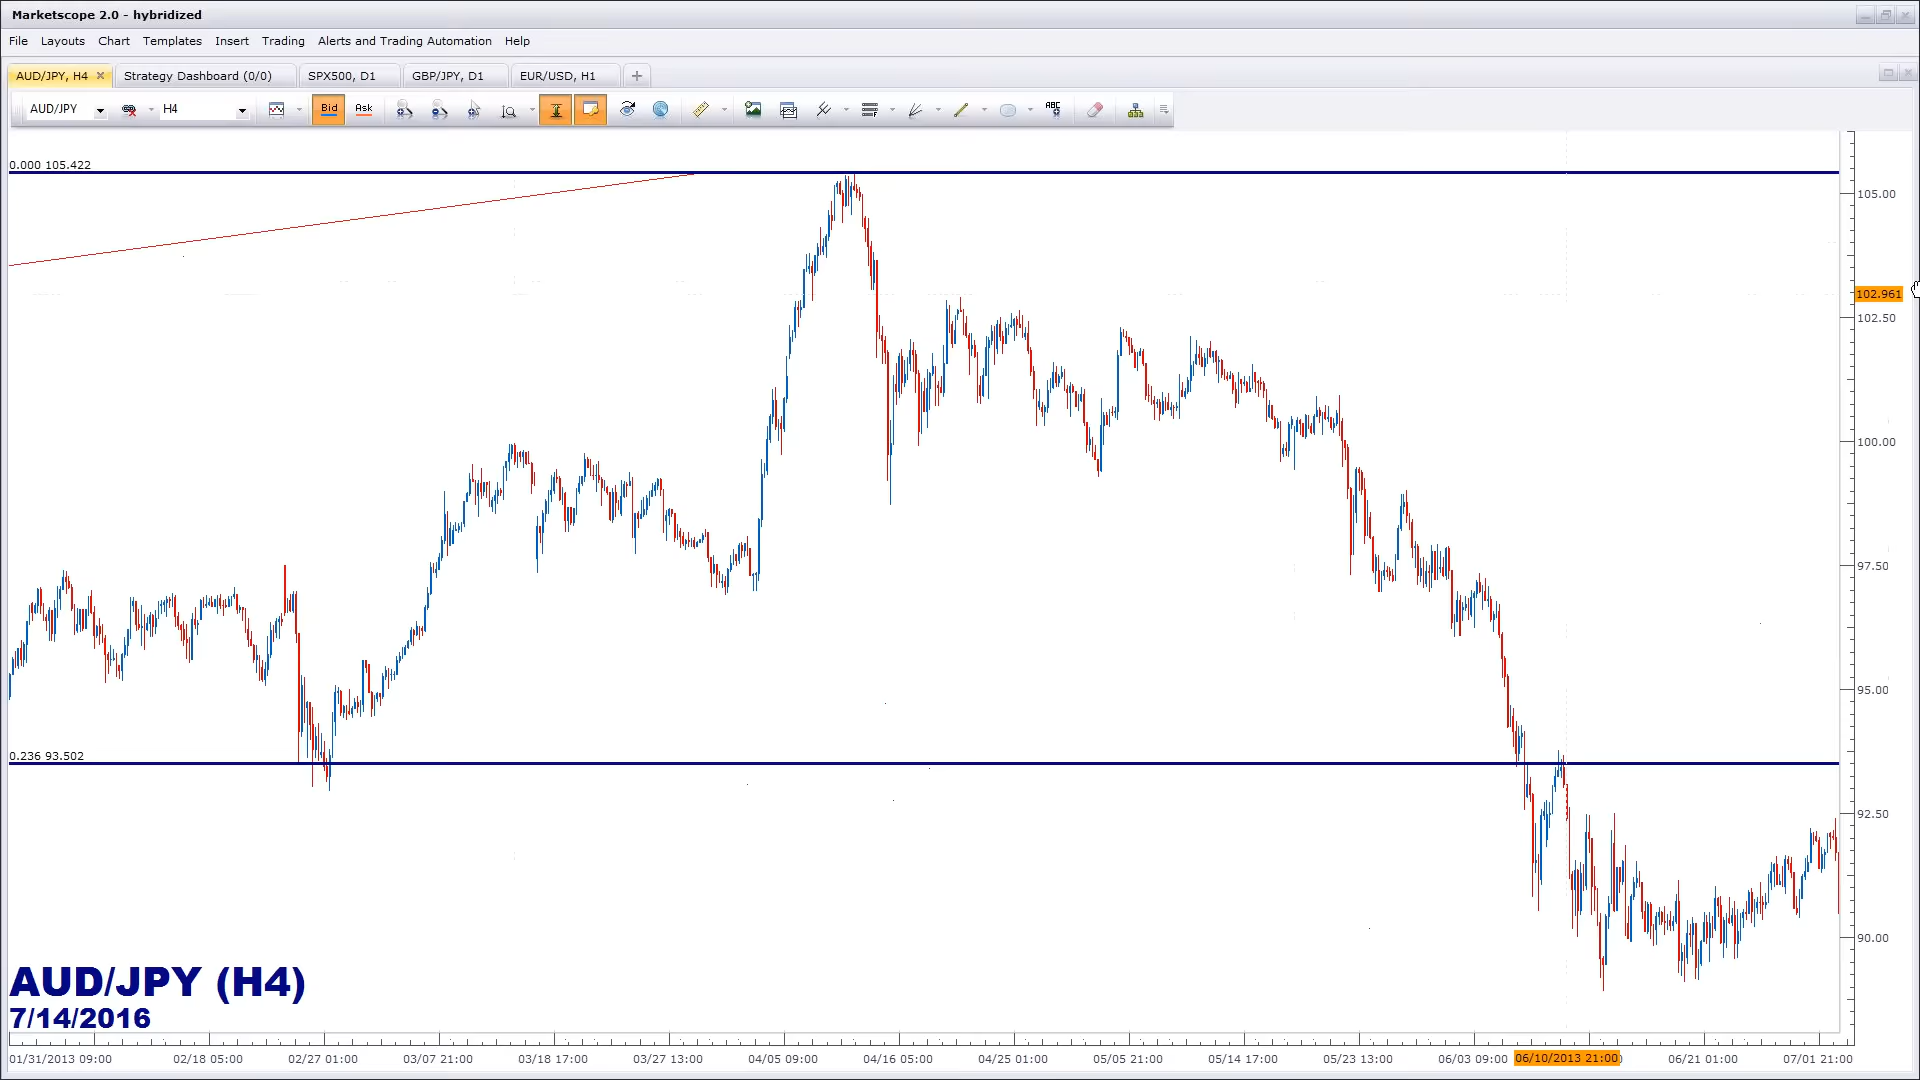 Marketscope 2.0 - hybridized
File Layouts Chart Templates Insert Trading Alerts and Trading Automation Help
AUD/JPY, H4 Strategy Dashboard (0/0) SPX500, D1 GBP/JPY, D1 EUR/USD, H1
AUD/JPY H4 Bid Ask ABC
0.000 105.422
105.00
102.961
102.50
100.00
97.50
95.00
0.236 93.502
92.50
90.00
AUD/JPY (H4)
7/14/2016
01/31/2013 09:00 02/18 05:00 02/27 01:00 03/07 21:00 03/18 17:00 03/27 13:00 04/05 09:00 04/16 05:00 04/25 01:00 05/05 21:00 05/14 17:00 05/23 13:00 06/03 09:00 06/10/2013 21:00 06/21 01:00 07/01 21:00